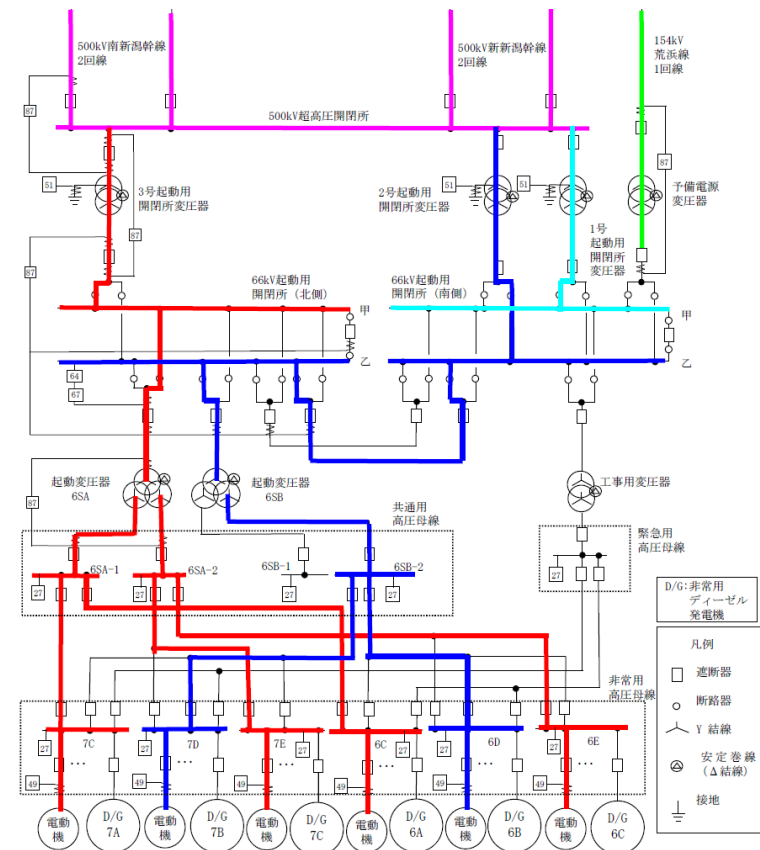 500kV南新潟幹線
2回線
500kV新新潟幹線
2回線
154kV
荒浜線
1回線
87
500kV超高圧開閉所
87
51
3号起動用
開閉所変圧器
51
2号起動用
開閉所変圧器
51
予備電源
変圧器
87
87
1号
起動用
開閉所
変圧器
66kV起動用
開閉所(北側)
66kV起動用
開閉所(南側)
甲
甲
乙
乙
64
67
起動変圧器
6SA
起動変圧器
6SB
工事用変圧器
87
共通用
高圧母線
緊急用
高圧母線
6SA-1
6SA-2
6SB-1
6SB-2
27
27
27
27
27
D/G:非常用
ディーゼル
発電機
凡例
遮断器
断路器
Y 結線
安定巻線
(Δ結線)
接地
非常用
高圧母線
7C
7D
7E
6C
6D
6E
27
27
27
27
27
27
…
…
…
…
…
…
49
49
49
49
49
49
電動
機
D/G
7A
電動
機
D/G
7B
電動
機
D/G
7C
電動
機
D/G
6A
電動
機
D/G
6B
電動
機
D/G
6C